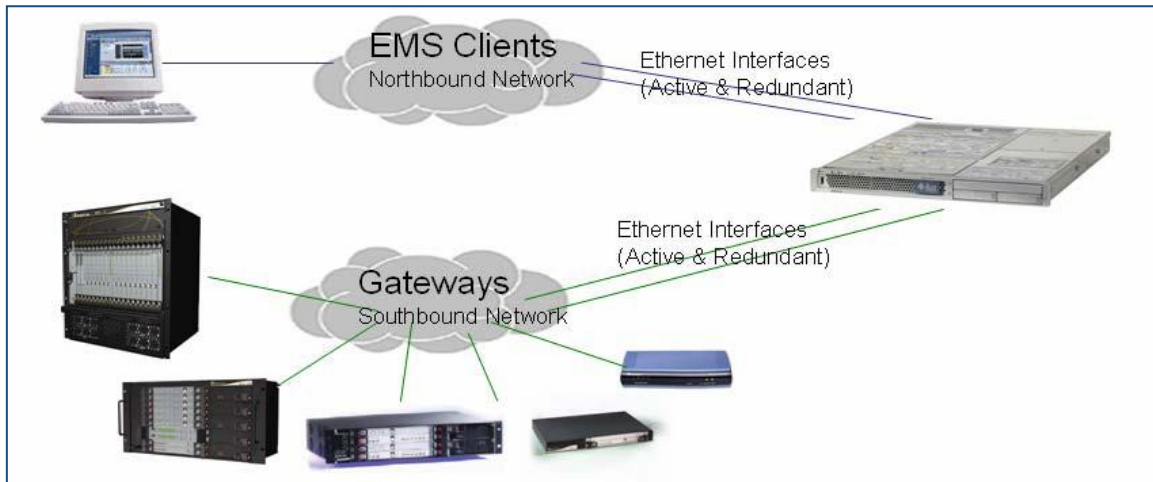 EMS Clients
Northbound Network
Ethernet Interfaces
(Active & Redundant)
Ethernet Interfaces
(Active & Redundant)
Gateways
Southbound Network